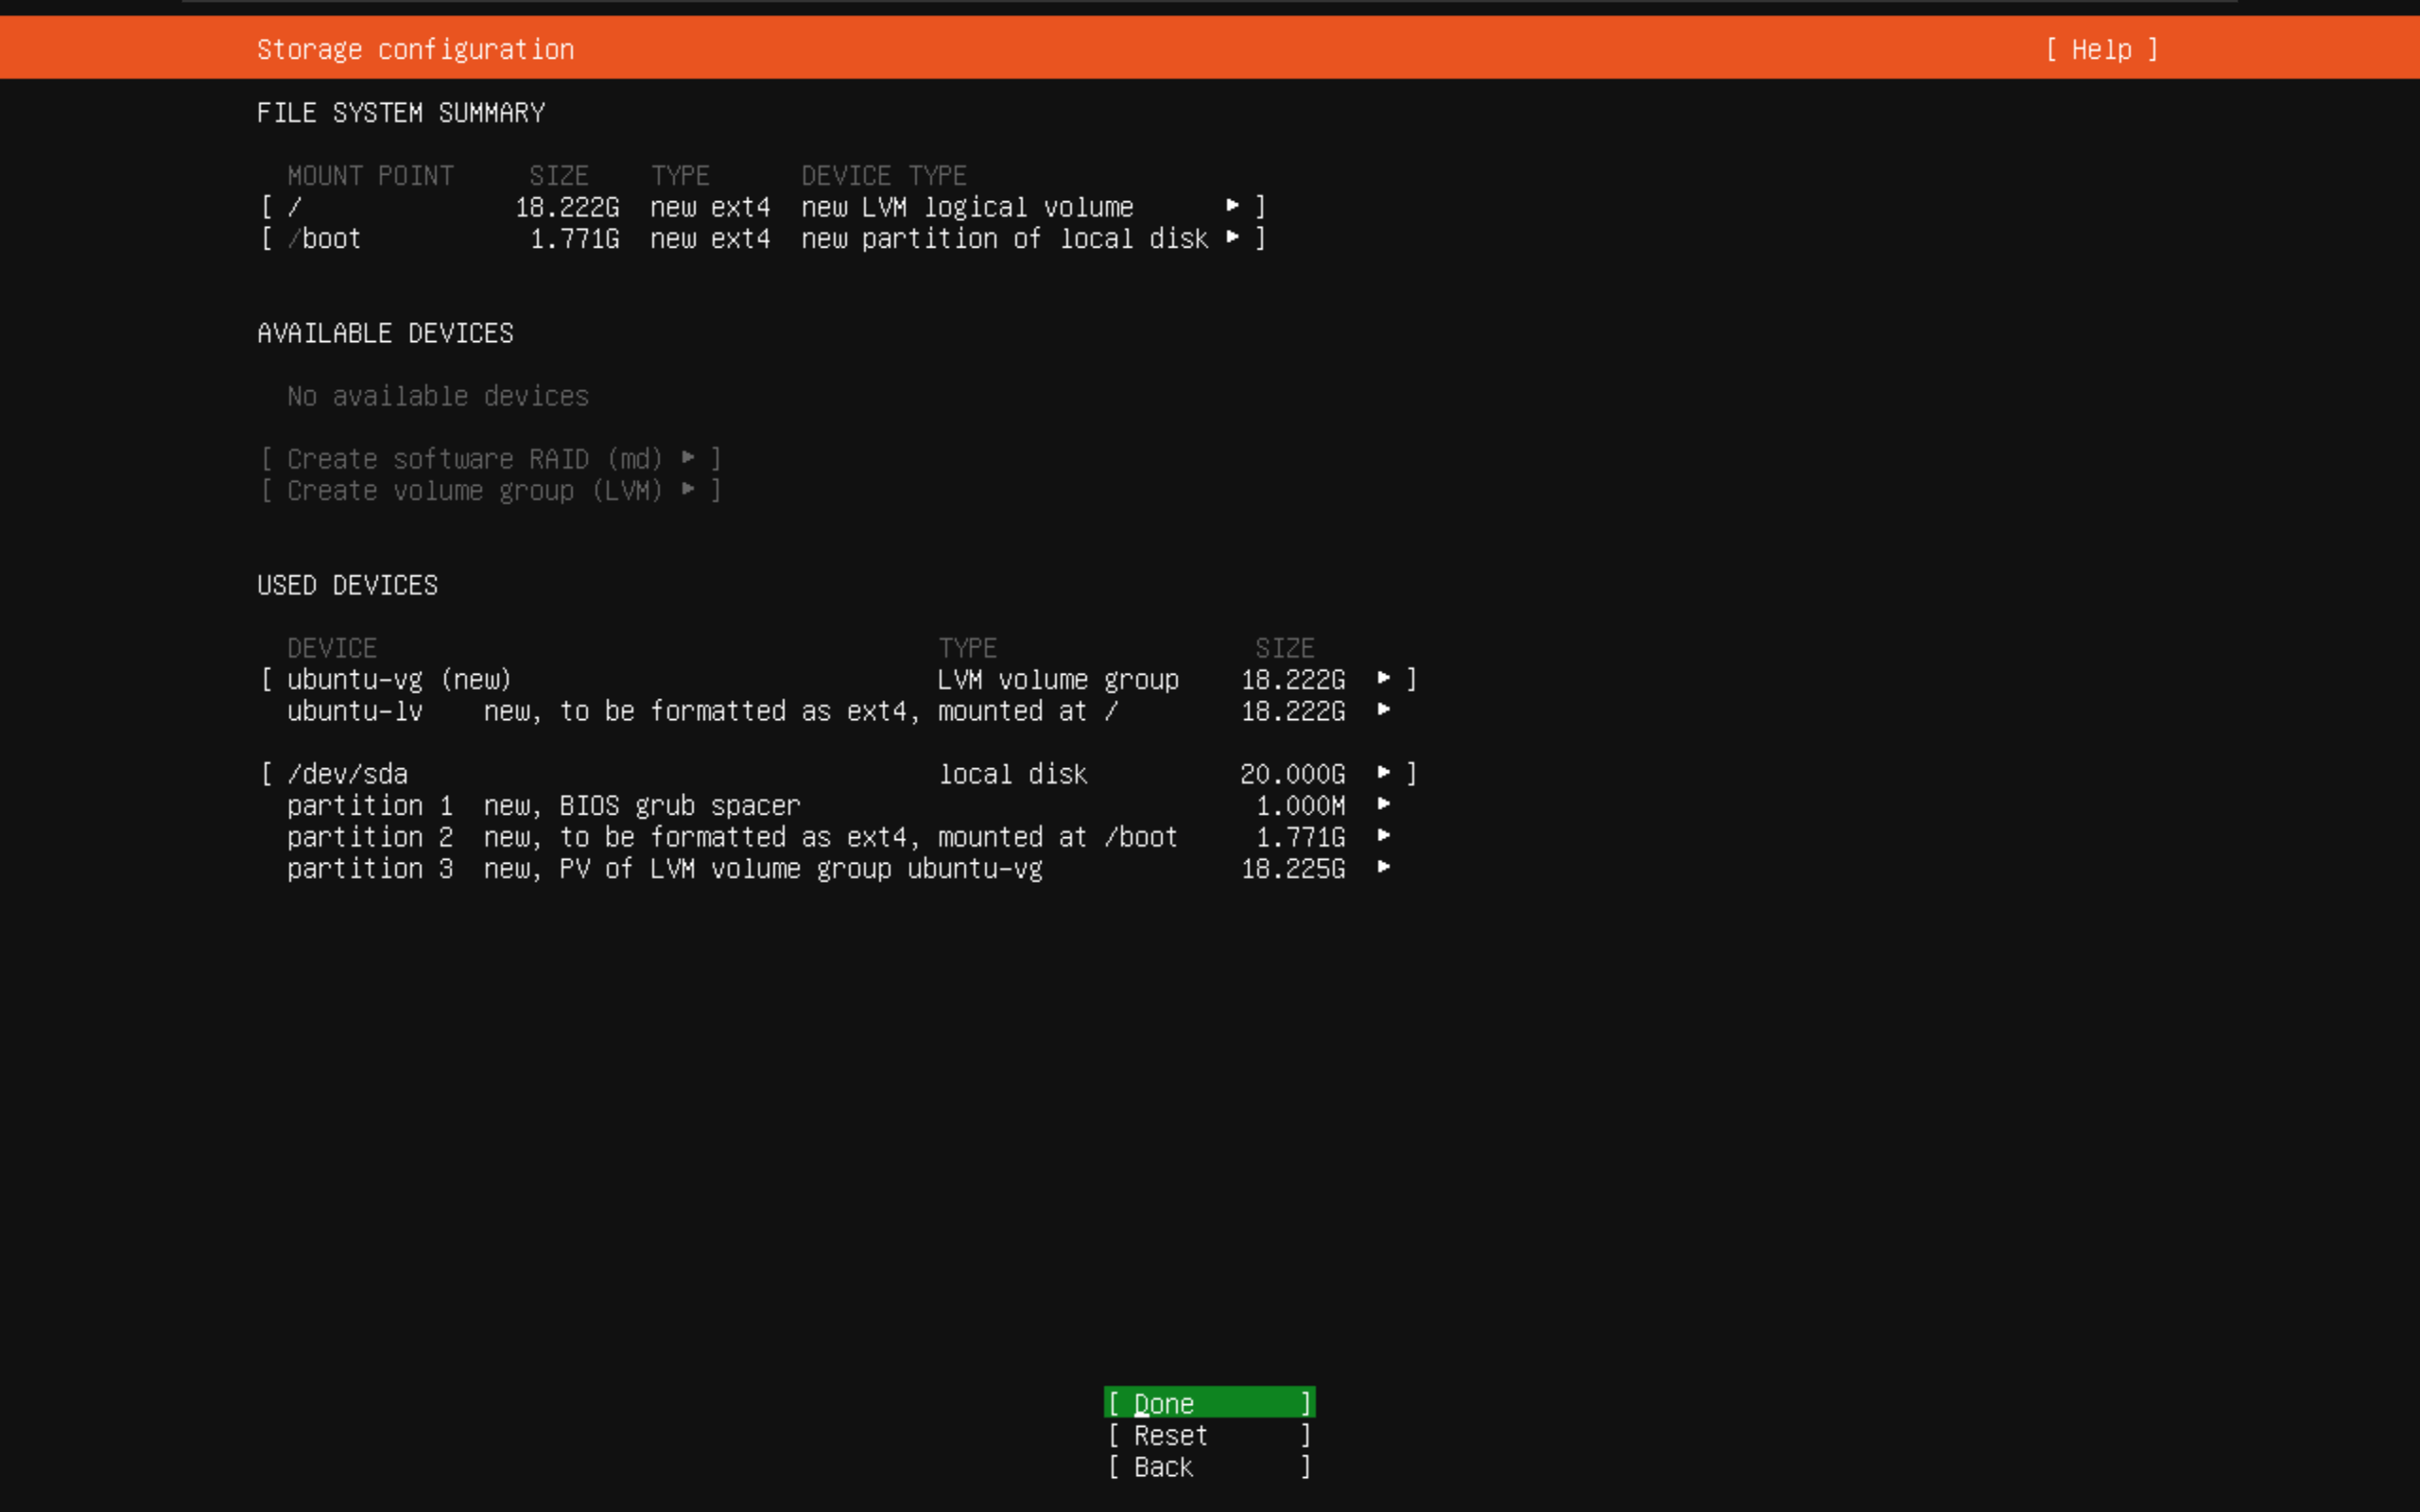 Storage configuration [ Help ]
FILE SYSTEM SUMMARY
MOUNT POINT SIZE TYPE DEVICE TYPE
[ / 18.222G new ext4 new LVM logical volume ▸ ]
[ /boot 1.771G new ext4 new partition of local disk ▸ ]
AVAILABLE DEVICES
No available devices
[ Create software RAID (md) ▸ ]
[ Create volume group (LVM) ▸ ]
USED DEVICES
DEVICE TYPE SIZE
[ ubuntu-vg (new) LVM volume group 18.222G ▸ ]
ubuntu-lv new, to be formatted as ext4, mounted at / 18.222G ▸
[ /dev/sda local disk 20.000G ▸ ]
partition 1 new, BIOS grub spacer 1.000M ▸
partition 2 new, to be formatted as ext4, mounted at /boot 1.771G ▸
partition 3 new, PV of LVM volume group ubuntu-vg 18.225G ▸
[ Done ]
[ Reset ]
[ Back ]